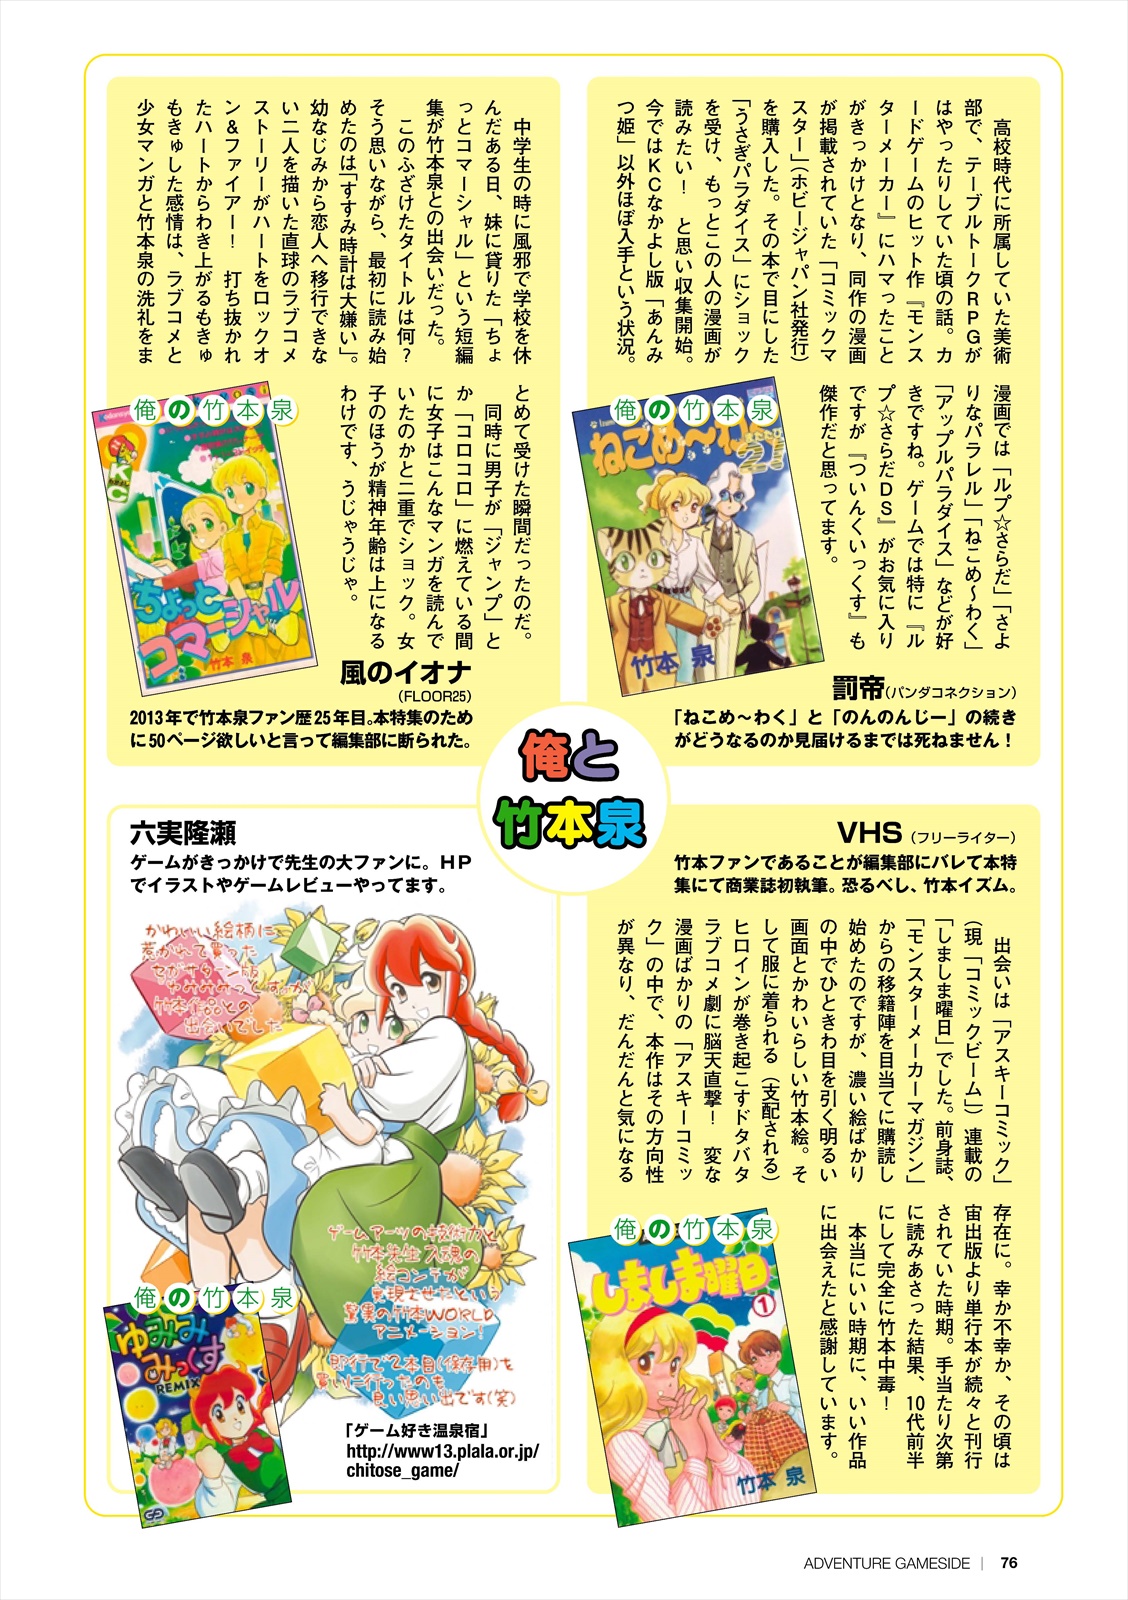 高校時代に所属していた美術
部で、テーブルトークＲＰＧが
はやったりしていた頃の話。カ
ードゲームのヒット作『モンス
ターメーカー』にハマったこと
がきっかけとなり、同作の漫画
が掲載されていた「コミックマ
スター」（ホビージャパン社発行）
を購入した。その本で目にした
「うさぎパラダイス」にショック
を受け、もっとこの人の漫画が
読みたい！　と思い収集開始。
今ではＫＣなかよし版「あんみ
つ姫」以外ほぼ入手という状況。
漫画では「ルプ☆さらだ」「さよ
りなパラレル」「ねこめ～わく」
「アップルパラダイス」などが好
きですね。ゲームでは特に『ル
プ☆さらだＤＳ』がお気に入り
ですが『ついんくいっくす』も
傑作だと思ってます。
俺の竹本泉
ねこめ～わく
21
竹本 泉
罰帝（パンダコネクション）
「ねこめ～わく」と「のんのんじー」の続き
がどうなるのか見届けるまでは死ねません！
中学生の時に風邪で学校を休
んだある日、妹に貸りた「ちょ
っとコマーシャル」という短編
集が竹本泉との出会いだった。
このふざけたタイトルは何？
そう思いながら、最初に読み始
めたのは「すすみ時計は大嫌い」。
幼なじみから恋人へ移行できな
い二人を描いた直球のラブコメ
ストーリーがハートをロックオ
ン＆ファイアー！　打ち抜かれ
たハートからわき上がるもきゅ
もきゅした感情は、ラブコメと
少女マンガと竹本泉の洗礼をま
とめて受けた瞬間だったのだ。
同時に男子が「ジャンプ」と
か「コロコロ」に燃えている間
に女子はこんなマンガを読んで
いたのかと二重でショック。女
子のほうが精神年齢は上になる
わけです、うじゃうじゃ。
俺の竹本泉
KC
ちょっと
コマーシャル
竹本 泉
風のイオナ
（FLOOR25）
2013年で竹本泉ファン歴25年目。本特集のため
に50ページ欲しいと言って編集部に断られた。
俺と
竹本泉
VHS（フリーライター）
竹本ファンであることが編集部にバレて本特
集にて商業誌初執筆。恐るべし、竹本イズム。
出会いは「アスキーコミック」
（現「コミックビーム」）連載の
「しましま曜日」でした。前身誌、
「モンスターメーカーマガジン」
からの移籍陣を目当てに購読し
始めたのですが、濃い絵ばかり
の中でひときわ目を引く明るい
画面とかわいらしい竹本絵。そ
して服に着られる（支配される）
ヒロインが巻き起こすドタバタ
ラブコメ劇に脳天直撃！　変な
漫画ばかりの「アスキーコミッ
ク」の中で、本作はその方向性
が異なり、だんだんと気になる
存在に。幸か不幸か、その頃は
宙出版より単行本が続々と刊行
されていた時期。手当たり次第
に読みあさった結果、10代前半
にして完全に竹本中毒！
本当にいい時期に、いい作品
に出会えたと感謝しています。
俺の竹本泉
しましま曜日
①
竹本 泉
六実隆瀬
ゲームがきっかけで先生の大ファンに。ＨＰ
でイラストやゲームレビューやってます。
かわいい絵柄に
惹かれて買った
セガサターン版
ゆみみみっくすが
竹本作品との
出会いでした
ゲームアーツの技術力と
竹本先生入魂の
絵コンテが
実現させたという
驚異の竹本WORLD
アニメーション！
即行で2本目(保存用)を
買いに行ったのも
良い思い出です(笑)
俺の竹本泉
ゆみみ
みっくす
REMIX
「ゲーム好き温泉宿」
http://www13.plala.or.jp/
chitose_game/
ADVENTURE GAMESIDE | 76